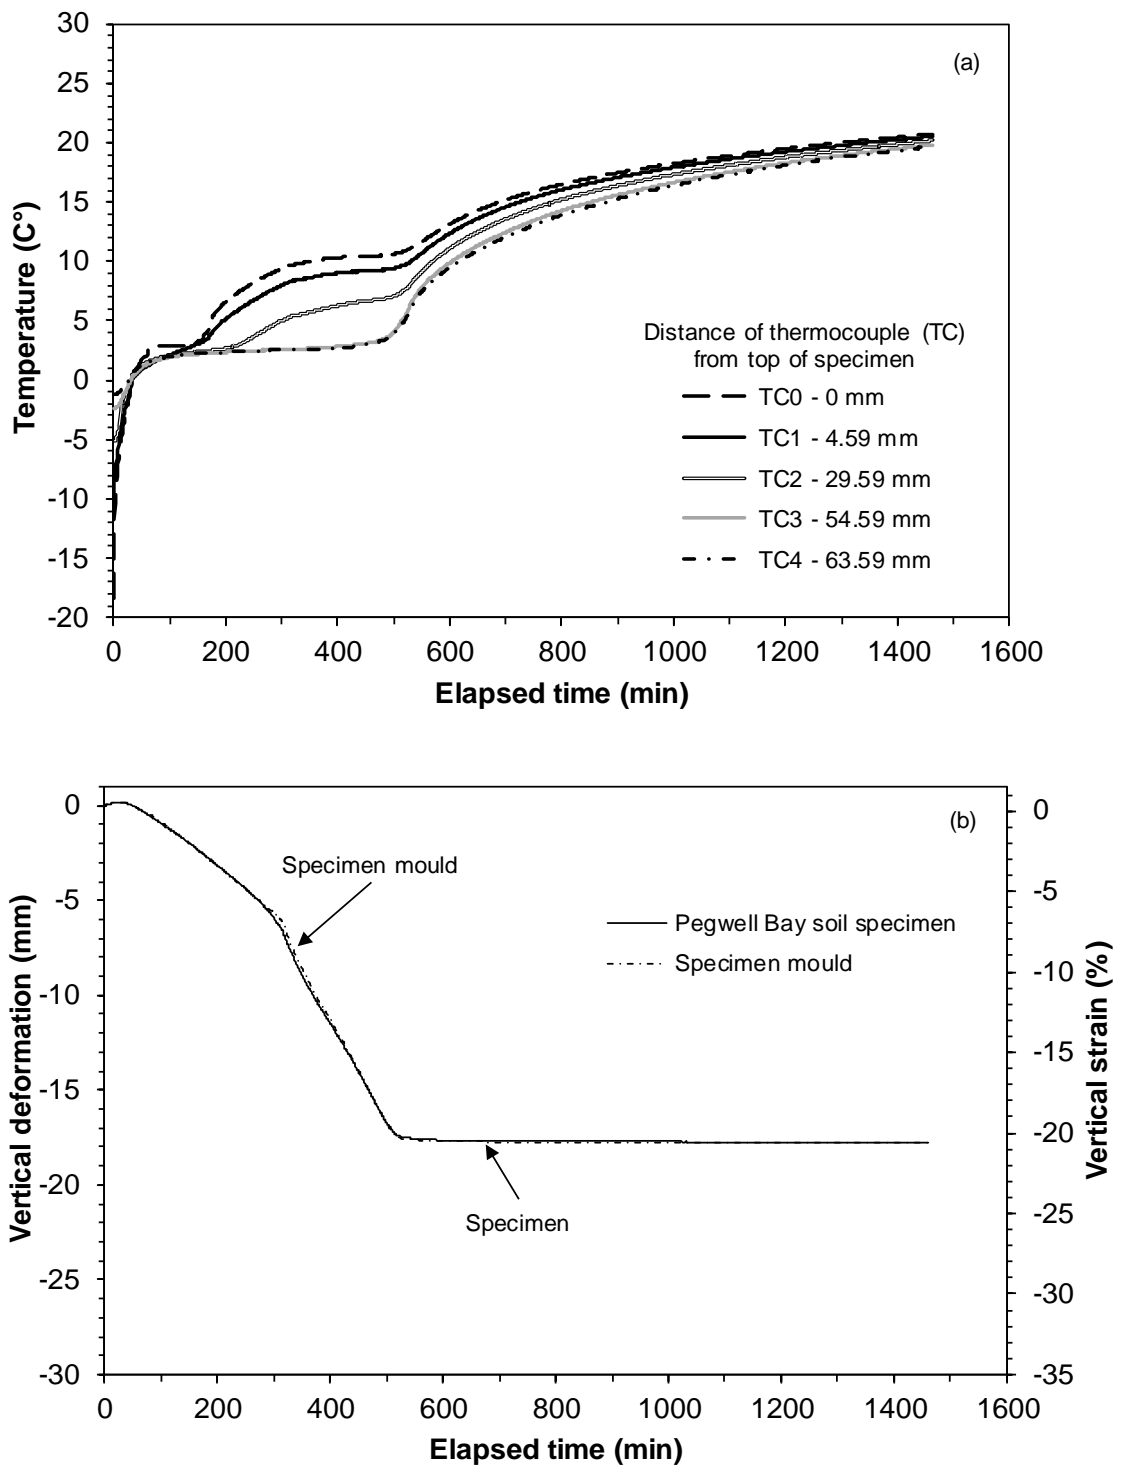 30
25
20
15
10
5
0
-5
-10
-15
-20
Temperature (C°)
(a)
Distance of thermocouple (TC)
from top of specimen
TC0 - 0 mm
TC1 - 4.59 mm
TC2 - 29.59 mm
TC3 - 54.59 mm
TC4 - 63.59 mm
0 200 400 600 800 1000 1200 1400 1600
Elapsed time (min)
0
-5
-10
-15
-20
-25
-30
Vertical deformation (mm)
(b)
Specimen mould
Pegwell Bay soil specimen
Specimen mould
Specimen
0
-5
-10
-15
-20
-25
-30
-35
Vertical strain (%)
0 200 400 600 800 1000 1200 1400 1600
Elapsed time (min)